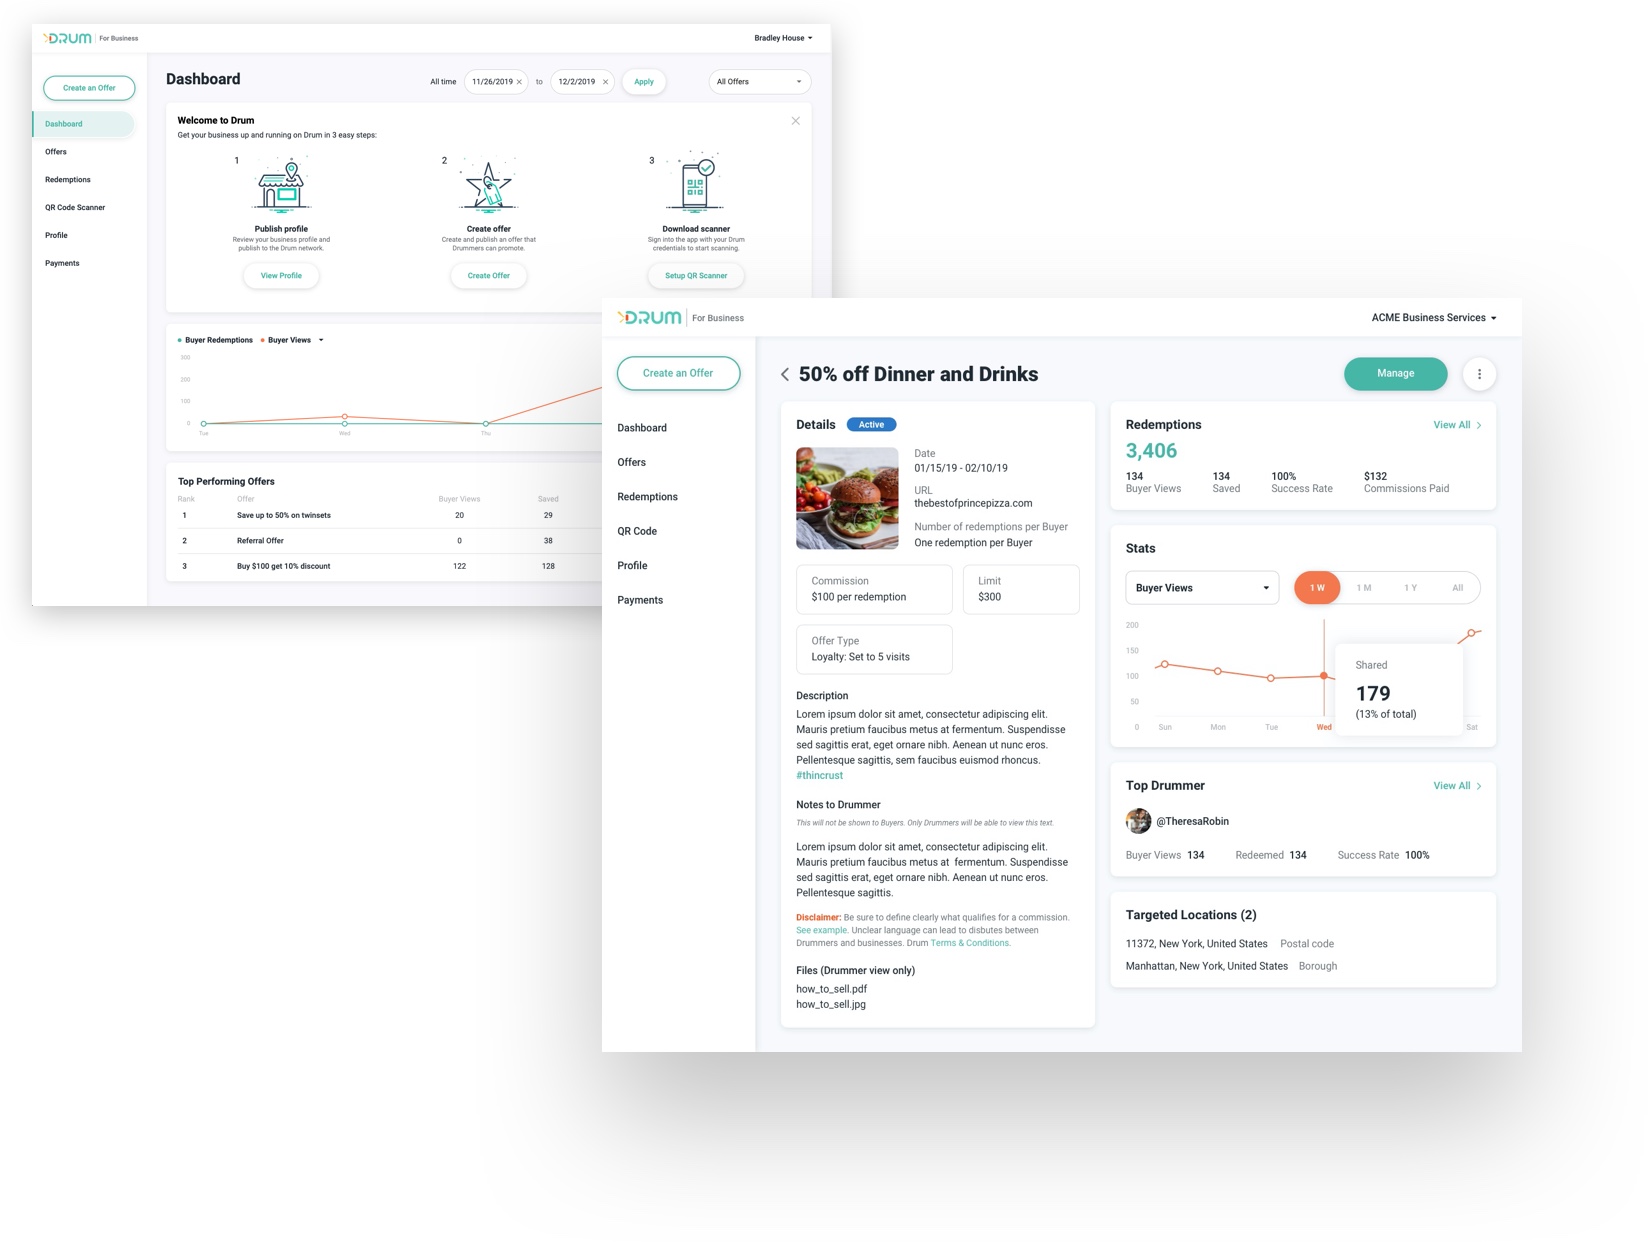 DRUM For Business
Bradley House
Create an Offer
Dashboard
Offers
Redemptions
QR Code Scanner
Profile
Payments
Dashboard
All time 11/26/2019 to 12/2/2019 Apply All Offers
Welcome to Drum
Get your business up and running on Drum in 3 easy steps:
1
Publish profile
Review your business profile and
publish to the Drum network.
View Profile
2
Create offer
Create and publish an offer that
Drummers can promote.
Create Offer
3
Download scanner
Sign into the app with your Drum
credentials to start scanning.
Setup QR Scanner
Buyer Redemptions Buyer Views
300
200
100
0
Tue Wed Thu
Top Performing Offers
Rank Offer Buyer Views Saved
1 Save up to 50% on twinsets 20 29
2 Referral Offer 0 38
3 Buy $100 get 10% discount 122 128
DRUM For Business
ACME Business Services
Create an Offer
Dashboard
Offers
Redemptions
QR Code
Profile
Payments
50% off Dinner and Drinks
Manage
Details Active
Date
01/15/19 - 02/10/19
URL
thebestofprincepizza.com
Number of redemptions per Buyer
One redemption per Buyer
Commission
$100 per redemption
Limit
$300
Offer Type
Loyalty: Set to 5 visits
Description
Lorem ipsum dolor sit amet, consectetur adipiscing elit.
Mauris pretium faucibus metus at fermentum. Suspendisse
sed sagittis erat, eget ornare nibh. Aenean ut nunc eros.
Pellentesque sagittis, sem faucibus euismod rhoncus.
#thincrust
Notes to Drummer
This will not be shown to Buyers. Only Drummers will be able to view this text.
Lorem ipsum dolor sit amet, consectetur adipiscing elit.
Mauris pretium faucibus metus at fermentum. Suspendisse
sed sagittis erat, eget ornare nibh. Aenean ut nunc eros.
Pellentesque sagittis.
Disclaimer: Be sure to define clearly what qualifies for a commission.
See example. Unclear language can lead to disbutes between
Drummers and businesses. Drum Terms & Conditions.
Files (Drummer view only)
how_to_sell.pdf
how_to_sell.jpg
Redemptions View All
3,406
134 134 100% $132
Buyer Views Saved Success Rate Commissions Paid
Stats
Buyer Views 1 W 1 M 1 Y All
200
150
100
50
0 Sun Mon Tue Wed Sat
Shared
179
(13% of total)
Top Drummer View All
@TheresaRobin
Buyer Views 134 Redeemed 134 Success Rate 100%
Targeted Locations (2)
11372, New York, United States Postal code
Manhattan, New York, United States Borough